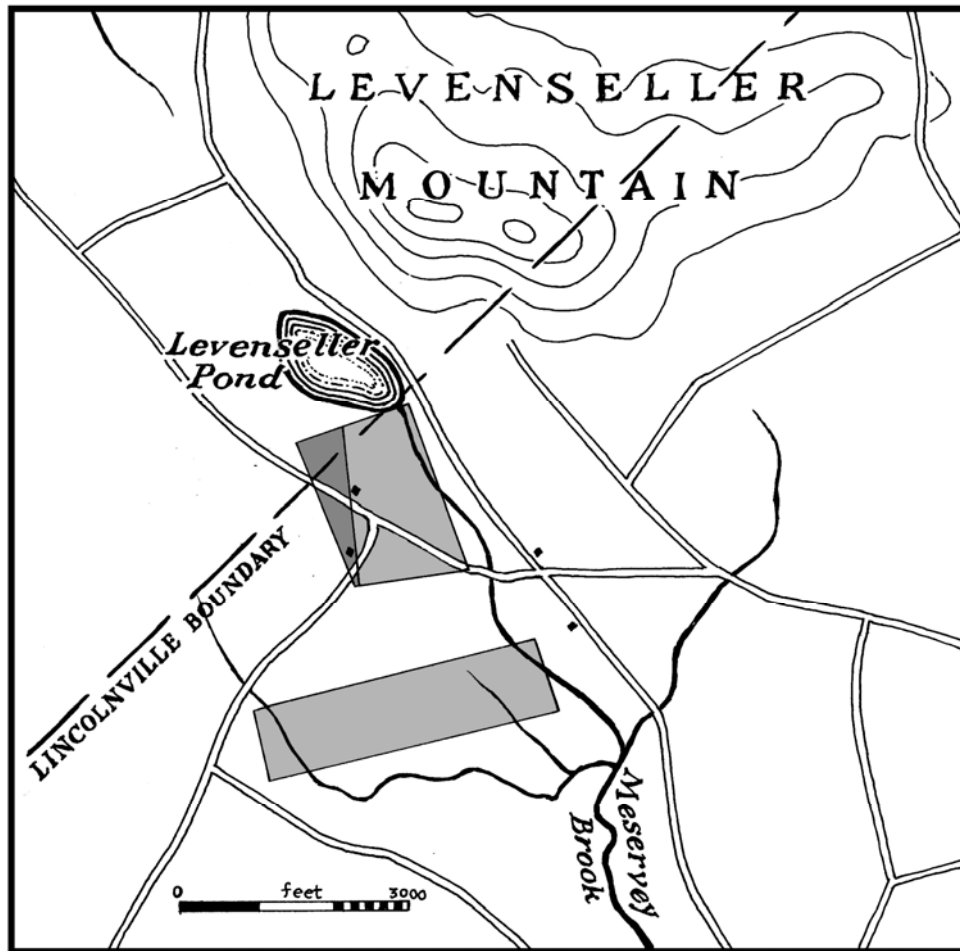 LEVENSELLER
MOUNTAIN
Levenseller
Pond
LINCOLNVILLE BOUNDARY
Meservey
Brook
0 feet 3000